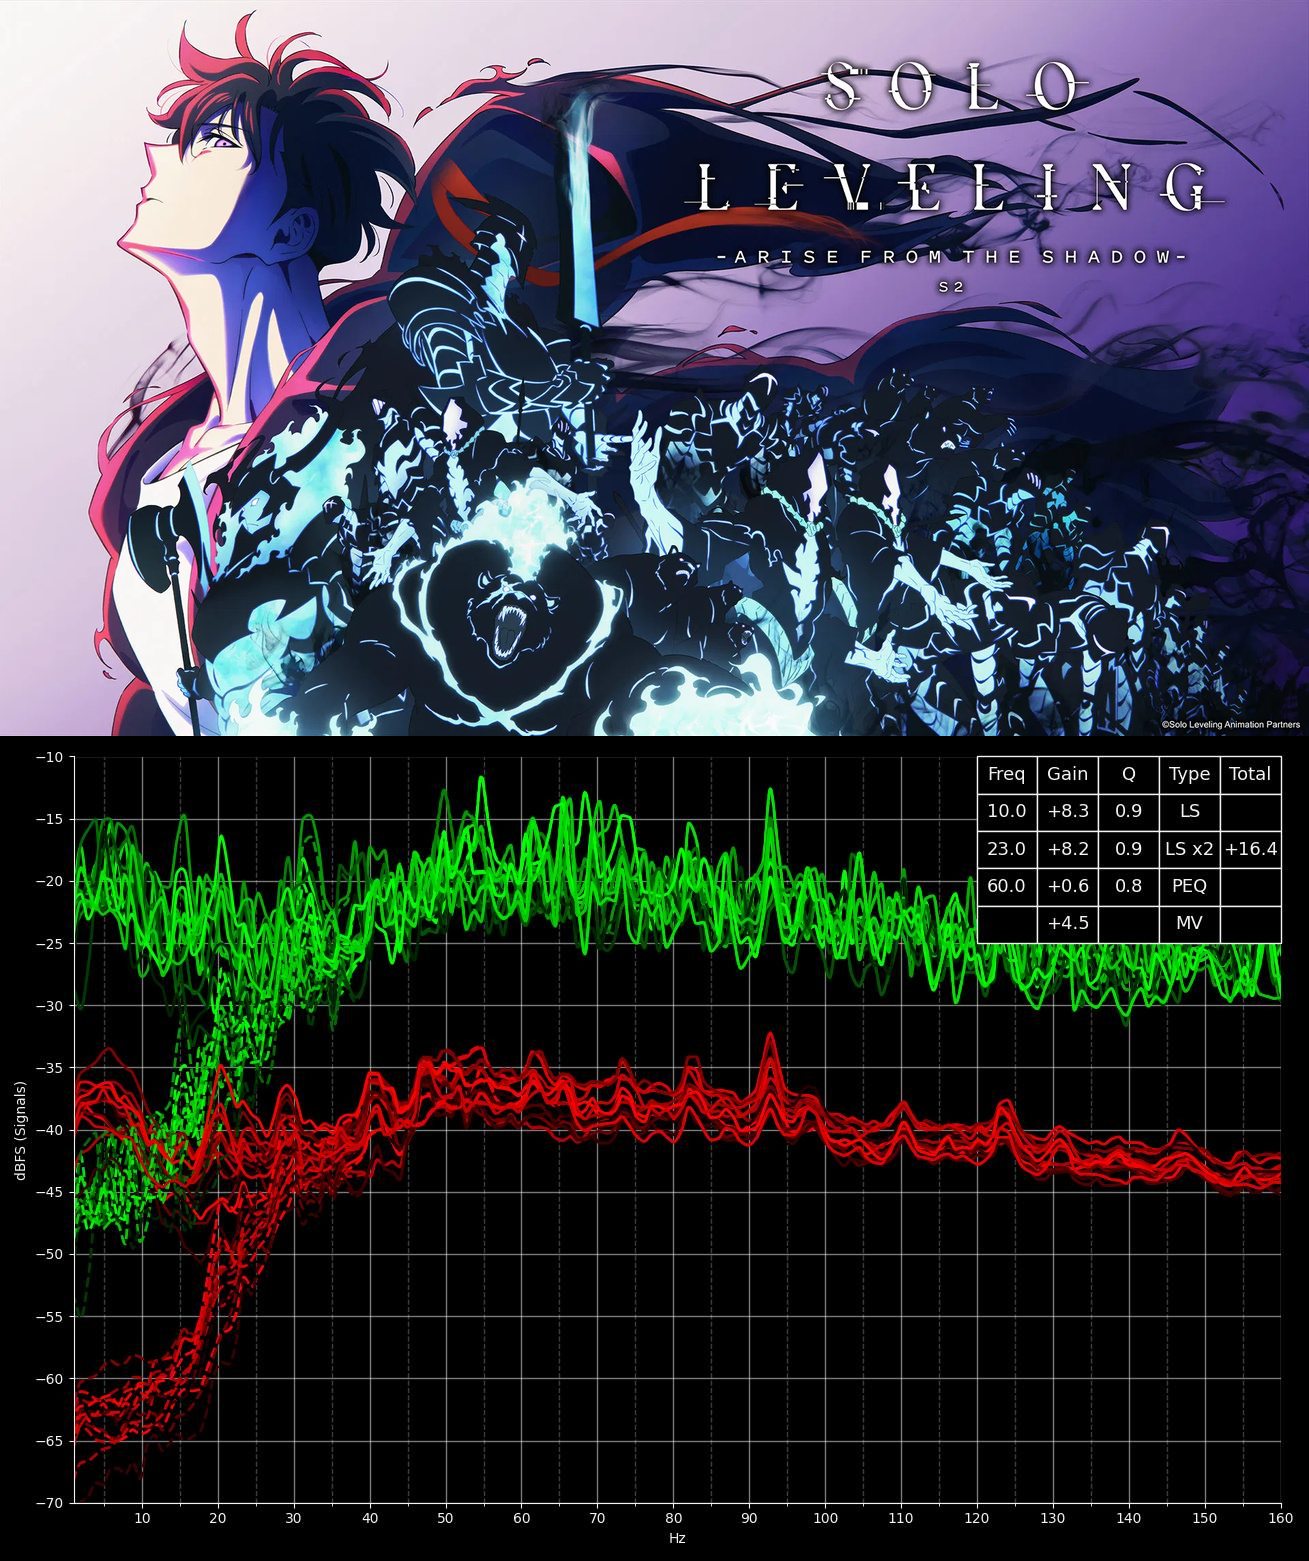 SOLO
LEVELING
-ARISE FROM THE SHADOW-
S2
©Solo Leveling Animation Partners
Freq Gain Q Type Total
10.0 +8.3 0.9 LS
23.0 +8.2 0.9 LS x2 +16.4
60.0 +0.6 0.8 PEQ
+4.5 MV
−10
−15
−20
−25
−30
−35
−40
−45
−50
−55
−60
−65
−70
dBFS (Signals)
10 20 30 40 50 60 70 80 90 100 110 120 130 140 150 160
Hz